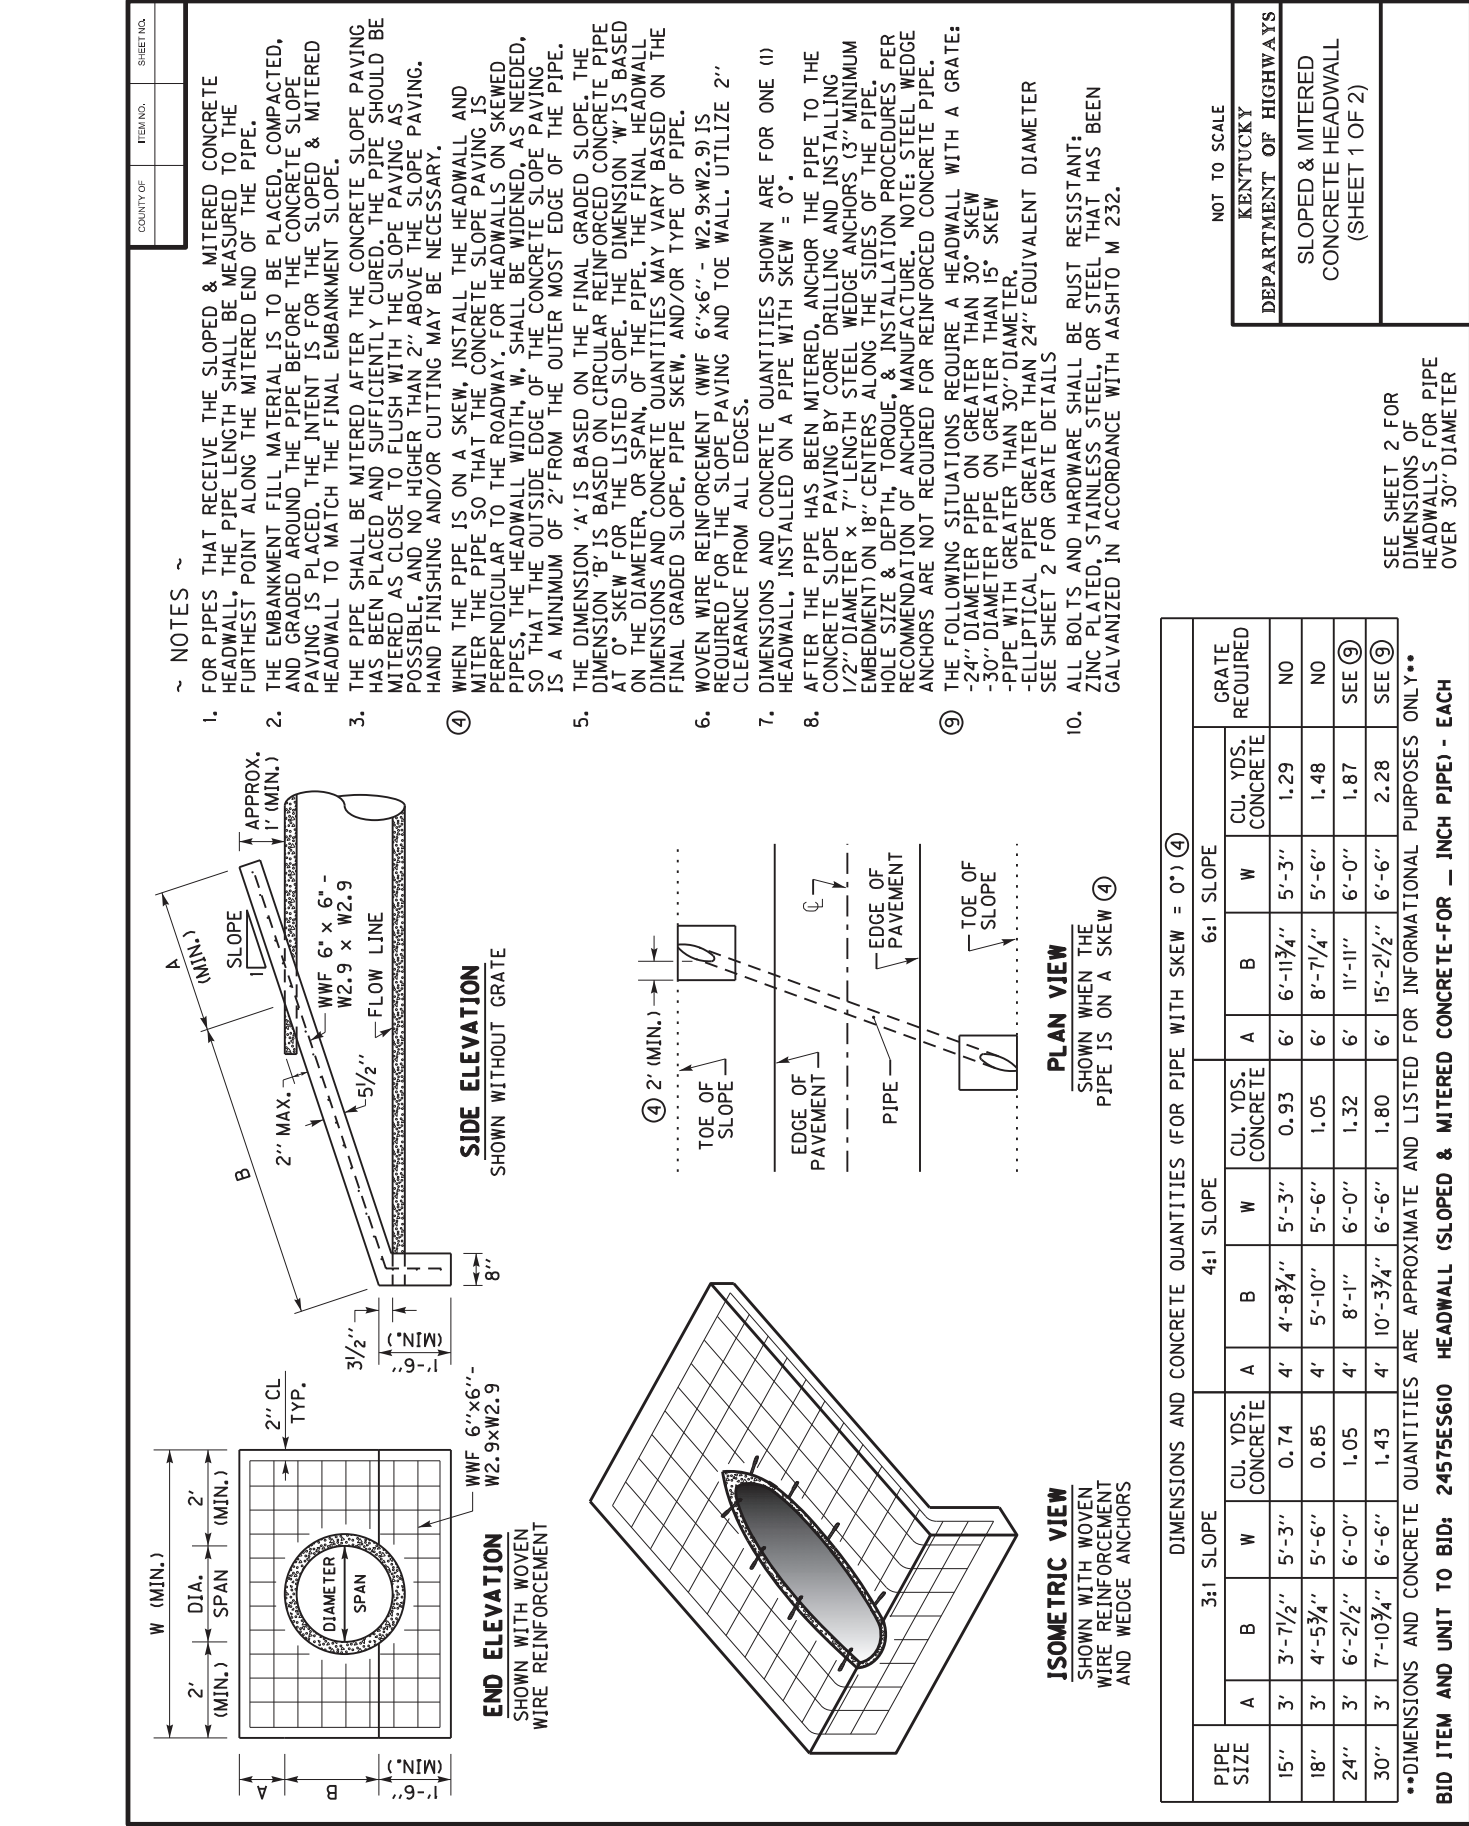 COUNTY OF
ITEM NO.
SHEET NO.
~ NOTES ~
1. FOR PIPES THAT RECEIVE THE SLOPED & MITERED CONCRETE
HEADWALL, THE PIPE LENGTH SHALL BE MEASURED TO THE
FURTHEST POINT ALONG THE MITERED END OF THE PIPE.
2. THE EMBANKMENT FILL MATERIAL IS TO BE PLACED, COMPACTED,
AND GRADED AROUND THE PIPE BEFORE THE CONCRETE SLOPE
PAVING IS PLACED. THE INTENT IS FOR THE SLOPED & MITERED
HEADWALL TO MATCH THE FINAL EMBANKMENT SLOPE.
3. THE PIPE SHALL BE MITERED AFTER THE CONCRETE SLOPE PAVING
HAS BEEN PLACED AND SUFFICIENTLY CURED. THE PIPE SHOULD BE
MITERED AS CLOSE TO FLUSH WITH THE SLOPE PAVING AS
POSSIBLE, AND NO HIGHER THAN 2'' ABOVE THE SLOPE PAVING.
HAND FINISHING AND/OR CUTTING MAY BE NECESSARY.
④ WHEN THE PIPE IS ON A SKEW, INSTALL THE HEADWALL AND
MITER THE PIPE SO THAT THE CONCRETE SLOPE PAVING IS
PERPENDICULAR TO THE ROADWAY. FOR HEADWALLS ON SKEWED
PIPES, THE HEADWALL WIDTH, W, SHALL BE WIDENED, AS NEEDED,
SO THAT THE OUTSIDE EDGE OF THE CONCRETE SLOPE PAVING
IS A MINIMUM OF 2' FROM THE OUTER MOST EDGE OF THE PIPE.
5. THE DIMENSION 'A' IS BASED ON THE FINAL GRADED SLOPE. THE
DIMENSION 'B' IS BASED ON CIRCULAR REINFORCED CONCRETE PIPE
AT 0° SKEW FOR THE LISTED SLOPE. THE DIMENSION 'W' IS BASED
ON THE DIAMETER, OR SPAN, OF THE PIPE. THE FINAL HEADWALL
DIMENSIONS AND CONCRETE QUANTITIES MAY VARY BASED ON THE
FINAL GRADED SLOPE, PIPE SKEW, AND/OR TYPE OF PIPE.
6. WOVEN WIRE REINFORCEMENT (WWF 6''x6'' - W2.9xW2.9) IS
REQUIRED FOR THE SLOPE PAVING AND TOE WALL. UTILIZE 2''
CLEARANCE FROM ALL EDGES.
7. DIMENSIONS AND CONCRETE QUANTITIES SHOWN ARE FOR ONE (1)
HEADWALL, INSTALLED ON A PIPE WITH SKEW = 0°.
8. AFTER THE PIPE HAS BEEN MITERED, ANCHOR THE PIPE TO THE
CONCRETE SLOPE PAVING BY CORE DRILLING AND INSTALLING
1/2'' DIAMETER x 7'' LENGTH STEEL WEDGE ANCHORS (3'' MINIMUM
EMBEDMENT) ON 18'' CENTERS ALONG THE SIDES OF THE PIPE.
HOLE SIZE & DEPTH, TORQUE, & INSTALLATION PROCEDURES PER
RECOMMENDATION OF ANCHOR MANUFACTURE. NOTE: STEEL WEDGE
ANCHORS ARE NOT REQUIRED FOR REINFORCED CONCRETE PIPE.
⑨ THE FOLLOWING SITUATIONS REQUIRE A HEADWALL WITH A GRATE:
-24'' DIAMETER PIPE ON GREATER THAN 30° SKEW
-30'' DIAMETER PIPE ON GREATER THAN 15° SKEW
-PIPE WITH GREATER THAN 30'' DIAMETER.
-ELLIPTICAL PIPE GREATER THAN 24'' EQUIVALENT DIAMETER
SEE SHEET 2 FOR GRATE DETAILS
10. ALL BOLTS AND HARDWARE SHALL BE RUST RESISTANT:
ZINC PLATED, STAINLESS STEEL, OR STEEL THAT HAS BEEN
GALVANIZED IN ACCORDANCE WITH AASHTO M 232.
W (MIN.)
2'
(MIN.)
DIA.
SPAN
2'
(MIN.)
2'' CL
TYP.
A
B
1'-6''
(MIN.)
DIAMETER
SPAN
WWF 6''x6''-
W2.9xW2.9
END ELEVATION
SHOWN WITH WOVEN
WIRE REINFORCEMENT
A
(MIN.)
APPROX.
1' (MIN.)
SLOPE
1
B
2'' MAX.
WWF 6" x 6"-
W2.9 x W2.9
5 1/2''
FLOW LINE
3 1/2''
1'-6''
(MIN.)
8''
SIDE ELEVATION
SHOWN WITHOUT GRATE
ISOMETRIC VIEW
SHOWN WITH WOVEN
WIRE REINFORCEMENT
AND WEDGE ANCHORS
④ 2' (MIN.)
TOE OF
SLOPE
EDGE OF
PAVEMENT
PIPE
℄
EDGE OF
PAVEMENT
TOE OF
SLOPE
PLAN VIEW
SHOWN WHEN THE
PIPE IS ON A SKEW ④
DIMENSIONS AND CONCRETE QUANTITIES (FOR PIPE WITH SKEW = 0°) ④
PIPE SIZE 3:1 SLOPE 4:1 SLOPE 6:1 SLOPE GRATE REQUIRED
A B W CU. YDS. CONCRETE A B W CU. YDS. CONCRETE A B W CU. YDS. CONCRETE
15'' 3' 3'-7 1/2'' 5'-3'' 0.74 4' 4'-8 3/4'' 5'-3'' 0.93 6' 6'-11 3/4'' 5'-3'' 1.29 NO
18'' 3' 4'-5 3/4'' 5'-6'' 0.85 4' 5'-10'' 5'-6'' 1.05 6' 8'-7 1/4'' 5'-6'' 1.48 NO
24'' 3' 6'-2 1/2'' 6'-0'' 1.05 4' 8'-1'' 6'-0'' 1.32 6' 11'-11'' 6'-0'' 1.87 SEE ⑨
30'' 3' 7'-10 3/4'' 6'-6'' 1.43 4' 10'-3 3/4'' 6'-6'' 1.80 6' 15'-2 1/2'' 6'-6'' 2.28 SEE ⑨
**DIMENSIONS AND CONCRETE QUANTITIES ARE APPROXIMATE AND LISTED FOR INFORMATIONAL PURPOSES ONLY**
BID ITEM AND UNIT TO BID: 24575ES610 HEADWALL (SLOPED & MITERED CONCRETE-FOR _ INCH PIPE) - EACH
SEE SHEET 2 FOR
DIMENSIONS OF
HEADWALLS FOR PIPE
OVER 30'' DIAMETER
NOT TO SCALE
KENTUCKY
DEPARTMENT OF HIGHWAYS
SLOPED & MITERED
CONCRETE HEADWALL
(SHEET 1 OF 2)